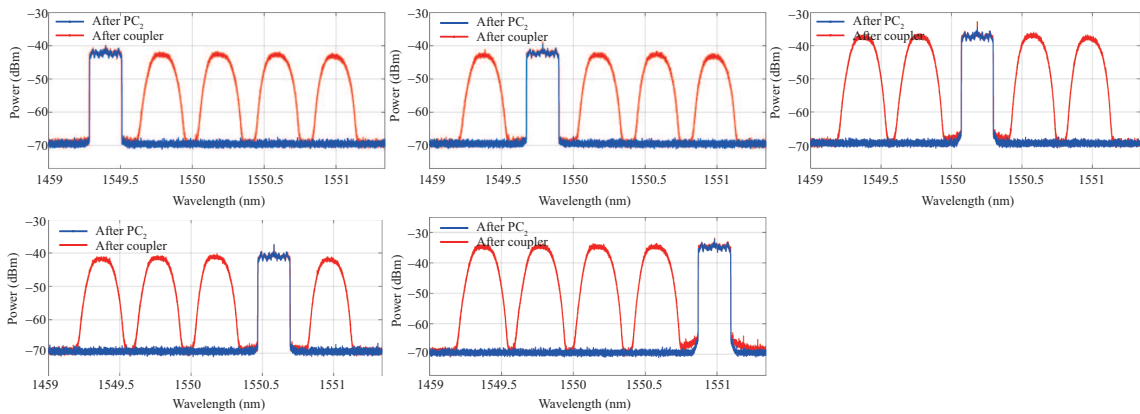 Power (dBm)
–30
After PC2
After coupler
–40
–50
–60
–70
1459 1549.5 1550 1550.5 1551
Wavelength (nm)
Power (dBm)
–30
After PC2
After coupler
–40
–50
–60
–70
1459 1549.5 1550 1550.5 1551
Wavelength (nm)
Power (dBm)
–30
After PC2
After coupler
–40
–50
–60
–70
1459 1549.5 1550 1550.5 1551
Wavelength (nm)
Power (dBm)
–30
After PC2
After coupler
–40
–50
–60
–70
1459 1549.5 1550 1550.5 1551
Wavelength (nm)
Power (dBm)
–30
After PC2
After coupler
–40
–50
–60
–70
1459 1549.5 1550 1550.5 1551
Wavelength (nm)